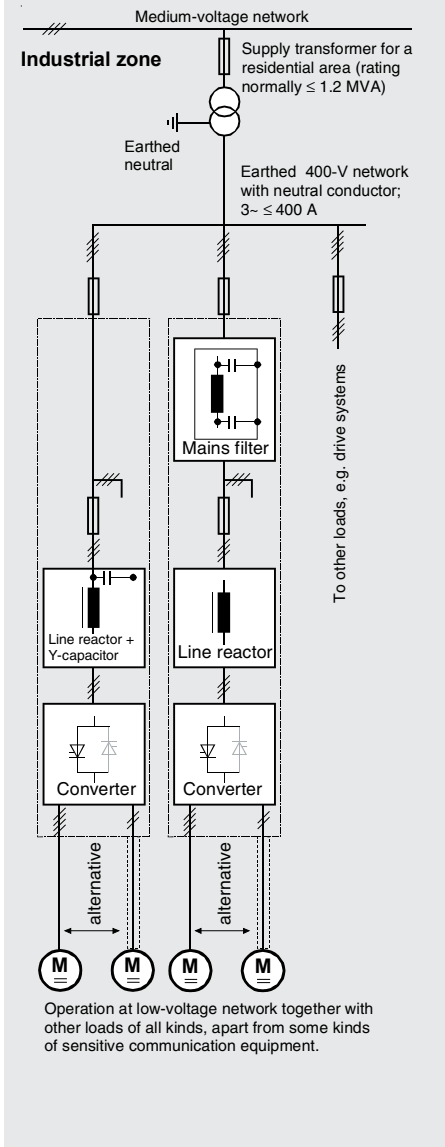 Medium-voltage network
Industrial zone
Supply transformer for a
residential area (rating
normally ≤ 1.2 MVA)
Earthed
neutral
Earthed 400-V network
with neutral conductor;
3~ ≤ 400 A
Mains filter
To other loads, e.g. drive systems
Line reactor +
Y-capacitor
Line reactor
Converter
Converter
alternative
alternative
M
M
M
M
Operation at low-voltage network together with
other loads of all kinds, apart from some kinds
of sensitive communication equipment.